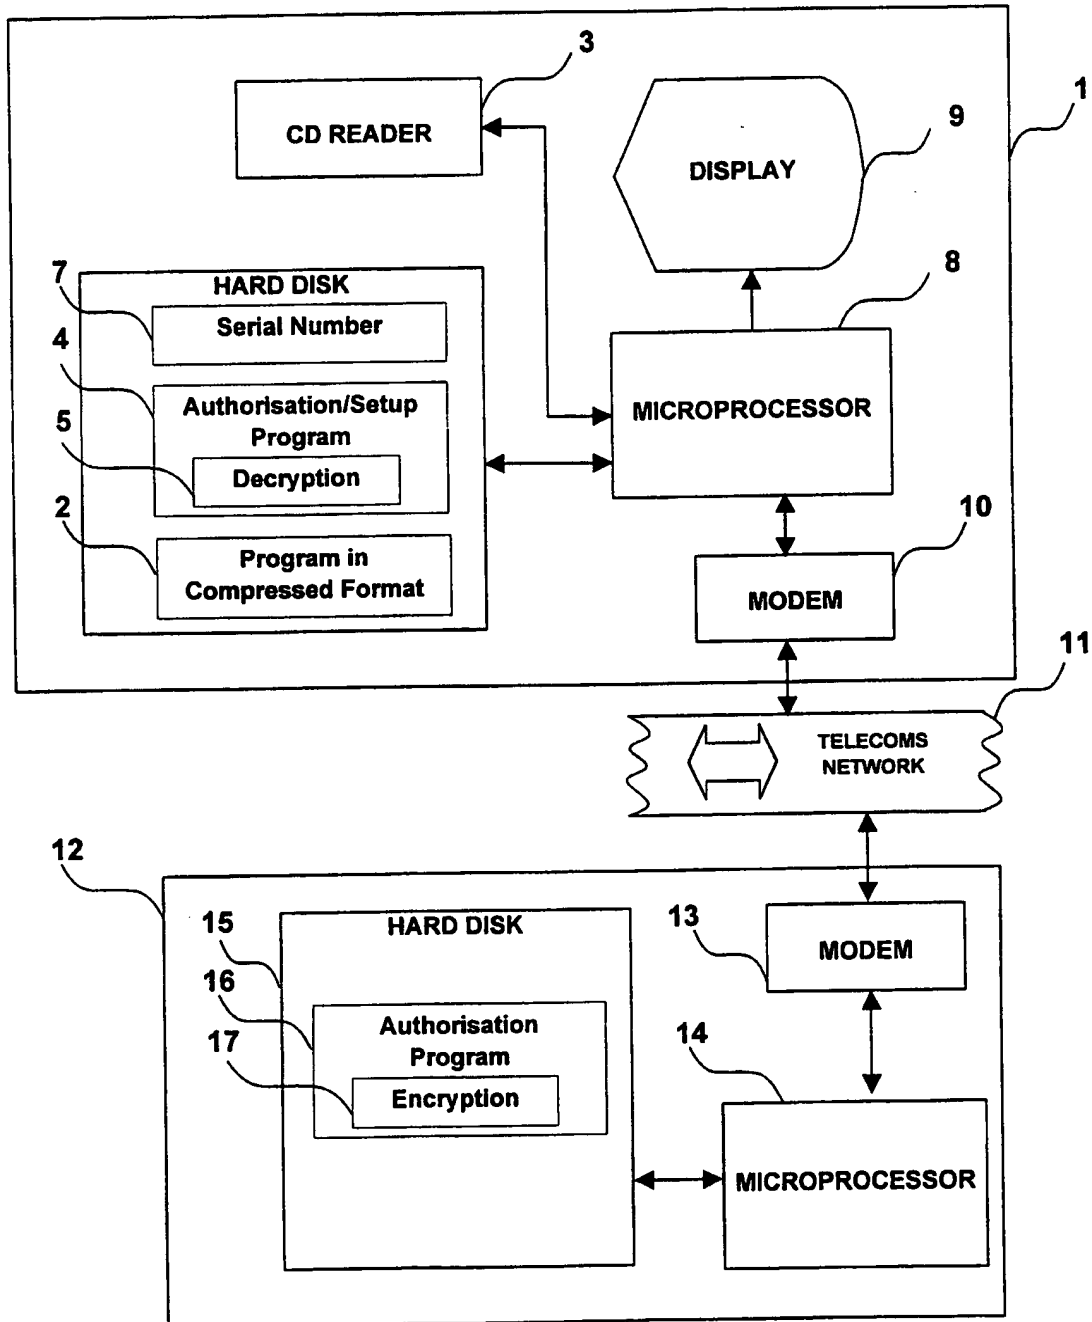 3
1
CD READER
9
DISPLAY
7
HARD DISK
8
Serial Number
4
Authorisation/Setup
Program
MICROPROCESSOR
5
Decryption
2
10
Program in
Compressed Format
MODEM
11
TELECOMS
NETWORK
12
15
HARD DISK
13
MODEM
16
Authorisation
Program
14
17
Encryption
MICROPROCESSOR